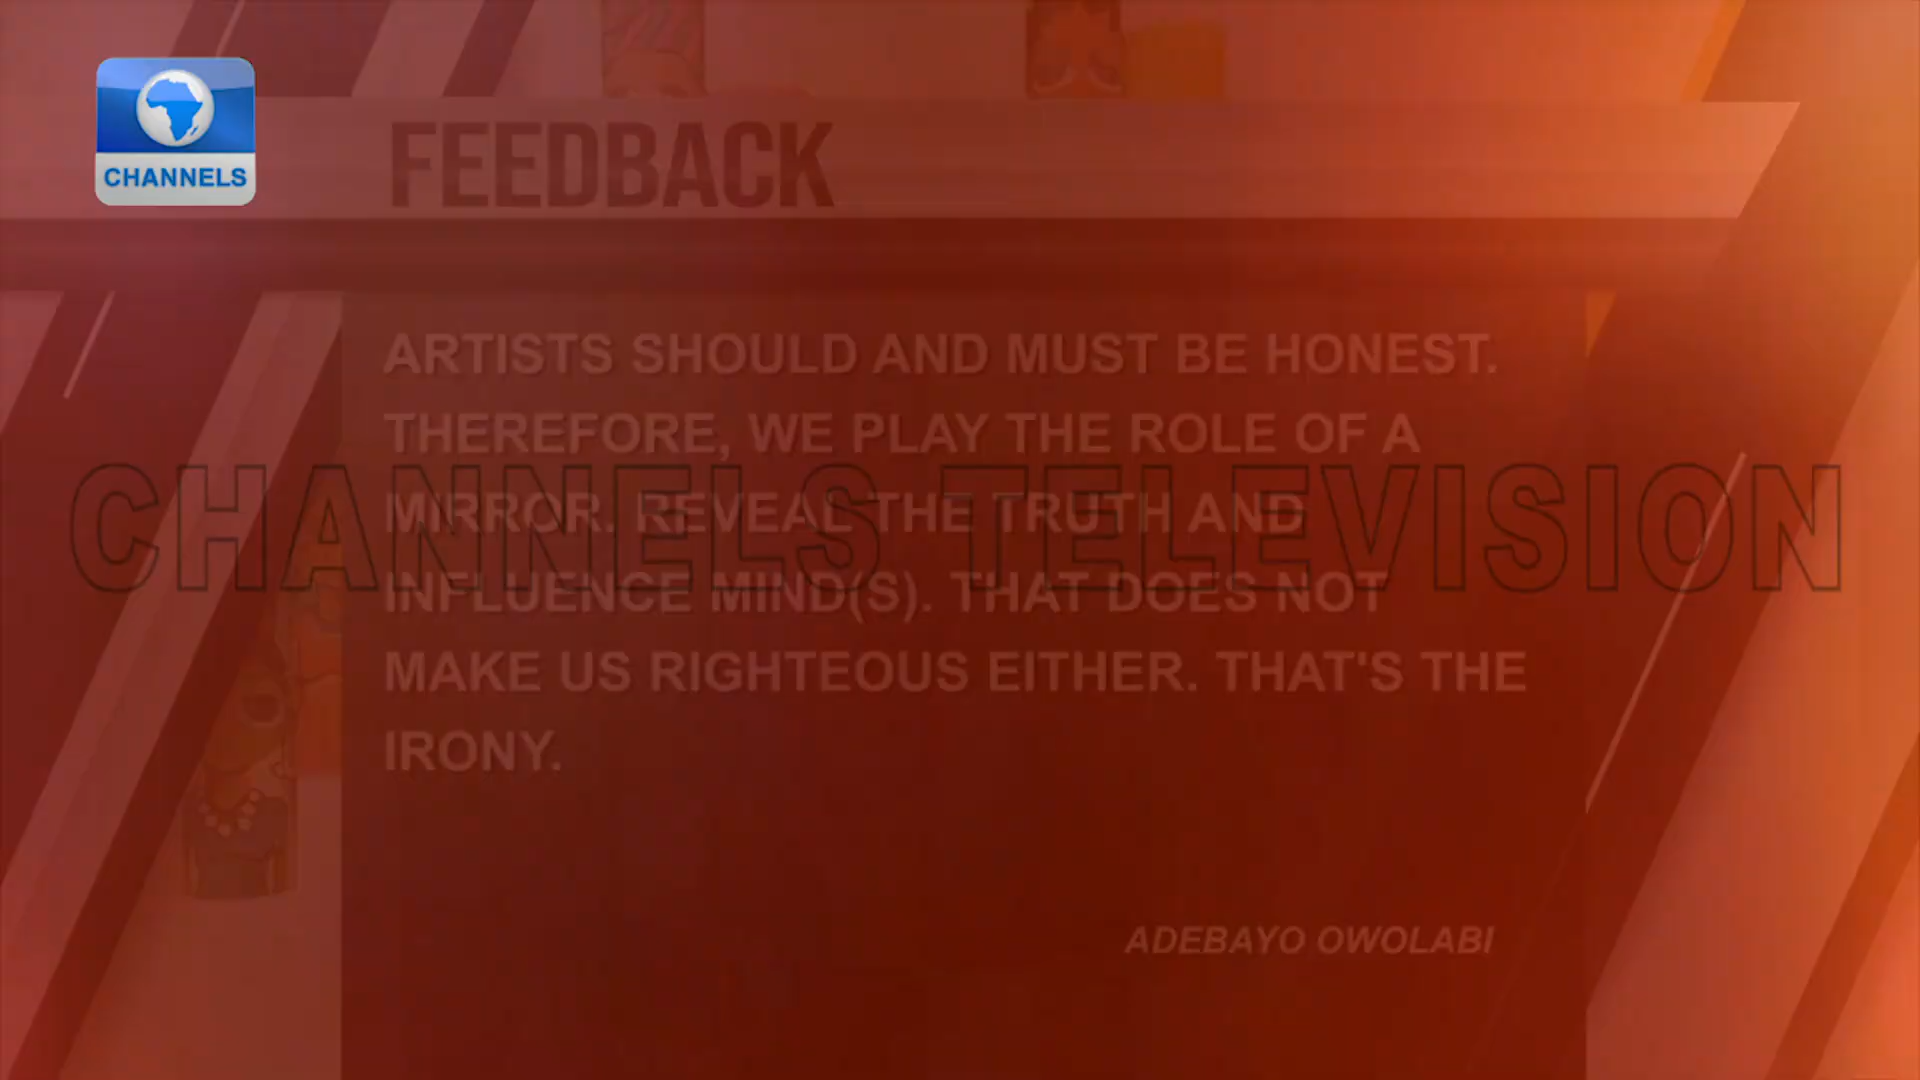 CHANNELS
FEEDBACK
ARTISTS SHOULD AND MUST BE HONEST.
THEREFORE, WE PLAY THE ROLE OF A
MIRROR. REVEAL THE TRUTH AND
INFLUENCE MIND(S). THAT DOES NOT
MAKE US RIGHTEOUS EITHER. THAT'S THE
IRONY.
CHANNELS TELEVISION
ADEBAYO OWOLABI